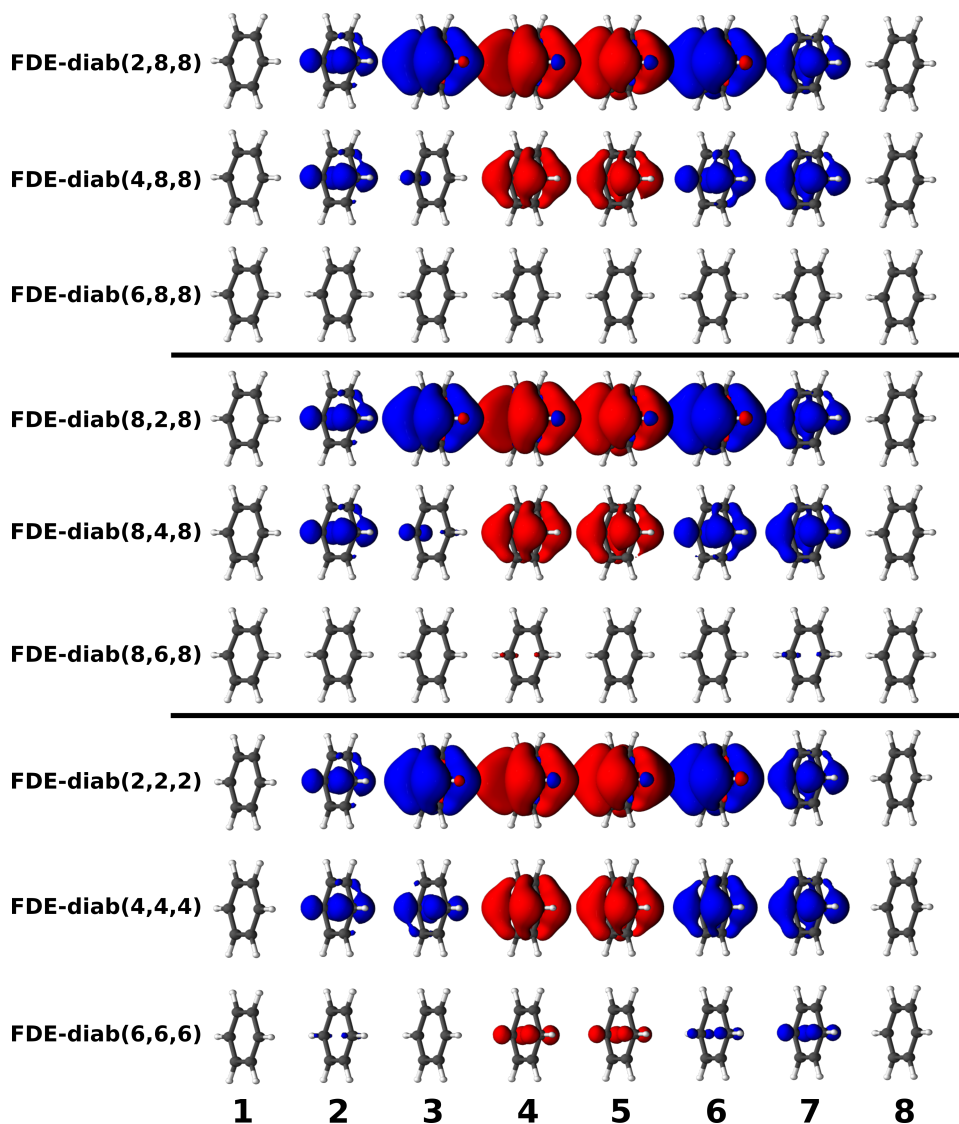 FDE-diab(2,8,8)
FDE-diab(4,8,8)
FDE-diab(6,8,8)
FDE-diab(8,2,8)
FDE-diab(8,4,8)
FDE-diab(8,6,8)
FDE-diab(2,2,2)
FDE-diab(4,4,4)
FDE-diab(6,6,6)
1 2 3 4 5 6 7 8